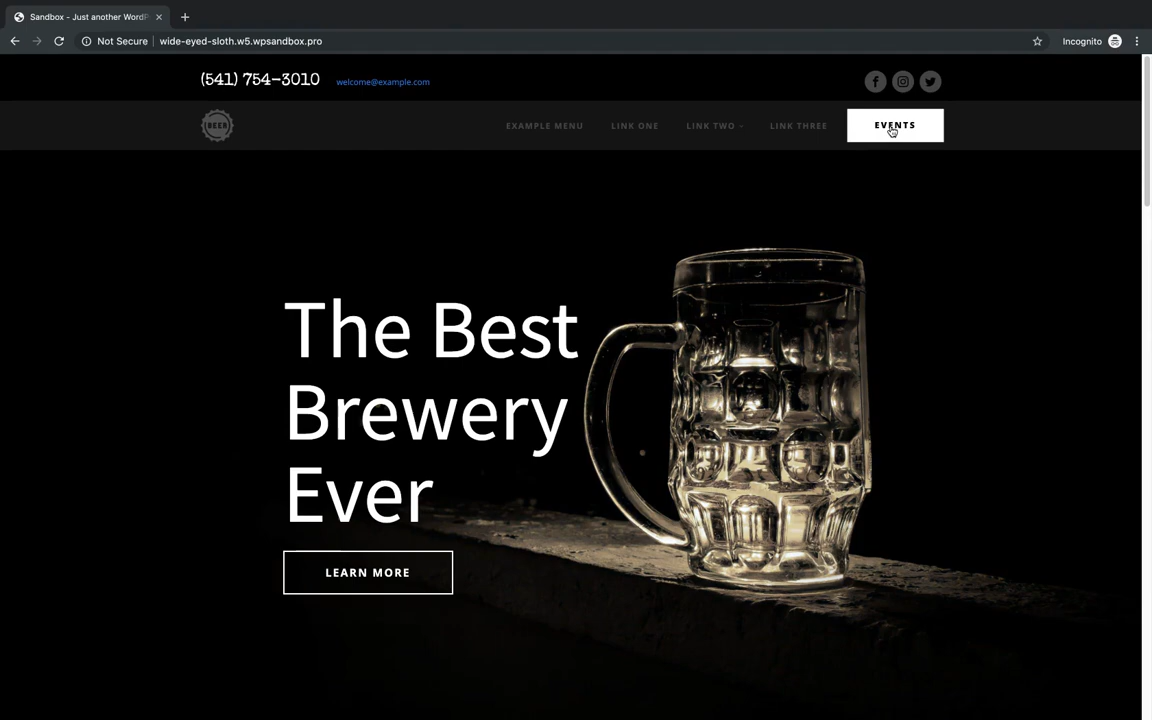 Sandbox - Just another WordP
Not Secure
wide-eyed-sloth.w5.wpsandbox.pro
Incognito
(541) 754-3010
welcome@example.com
BEER
EXAMPLE MENU
LINK ONE
LINK TWO
LINK THREE
EVENTS
The Best
Brewery
Ever
LEARN MORE